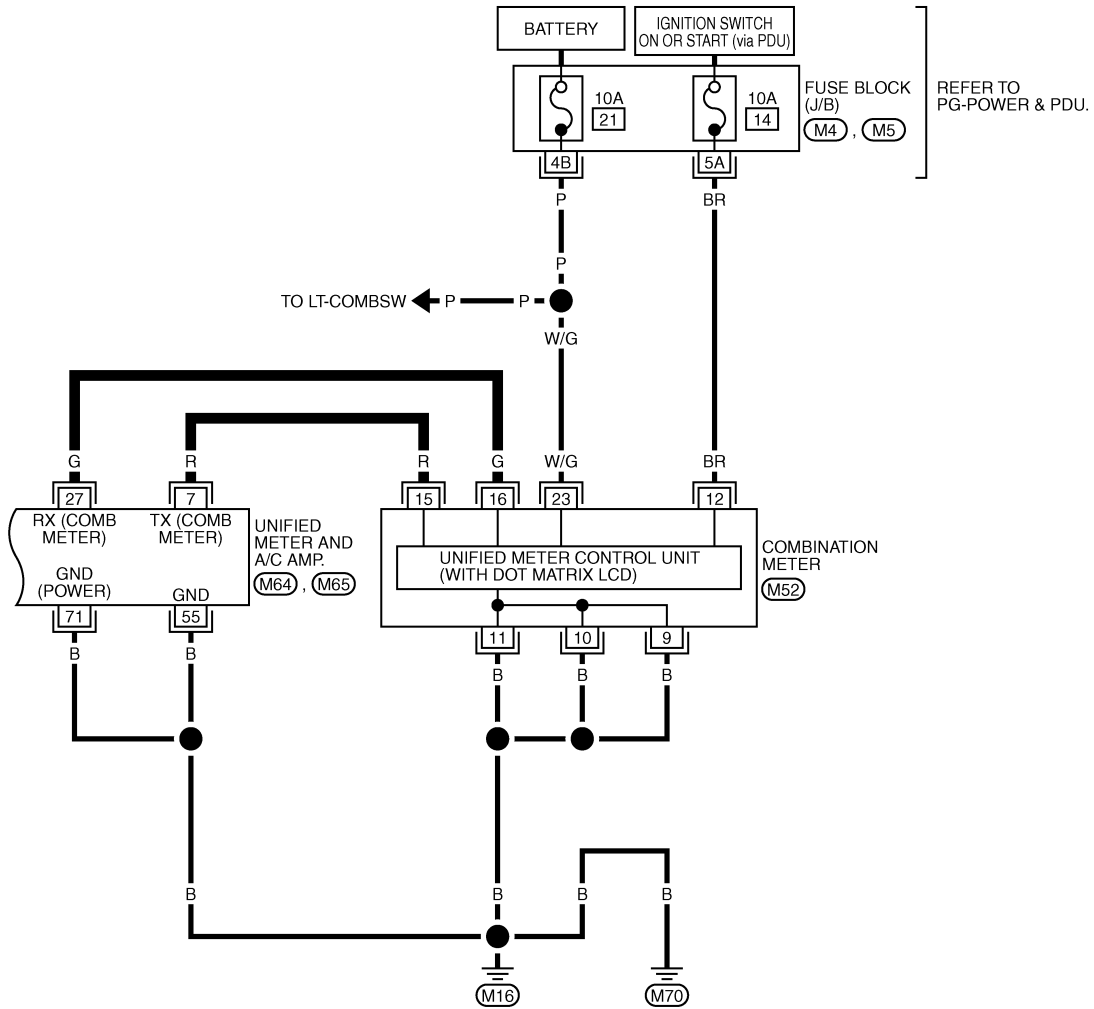 BATTERY
IGNITION SWITCH
ON OR START (via PDU)
10A
21
10A
14
FUSE BLOCK
(J/B)
M4 , M5
REFER TO
PG-POWER & PDU.
4B
5A
P
BR
P
TO LT-COMBSW
P
P
W/G
G
R
R
G
W/G
BR
27
7
15
16
23
12
RX (COMB
METER)
TX (COMB
METER)
GND
(POWER)
GND
UNIFIED
METER AND
A/C AMP.
M64 , M65
UNIFIED METER CONTROL UNIT
(WITH DOT MATRIX LCD)
COMBINATION
METER
M52
71
55
11
10
9
B
B
B
B
B
B
B
B
B
M16
M70